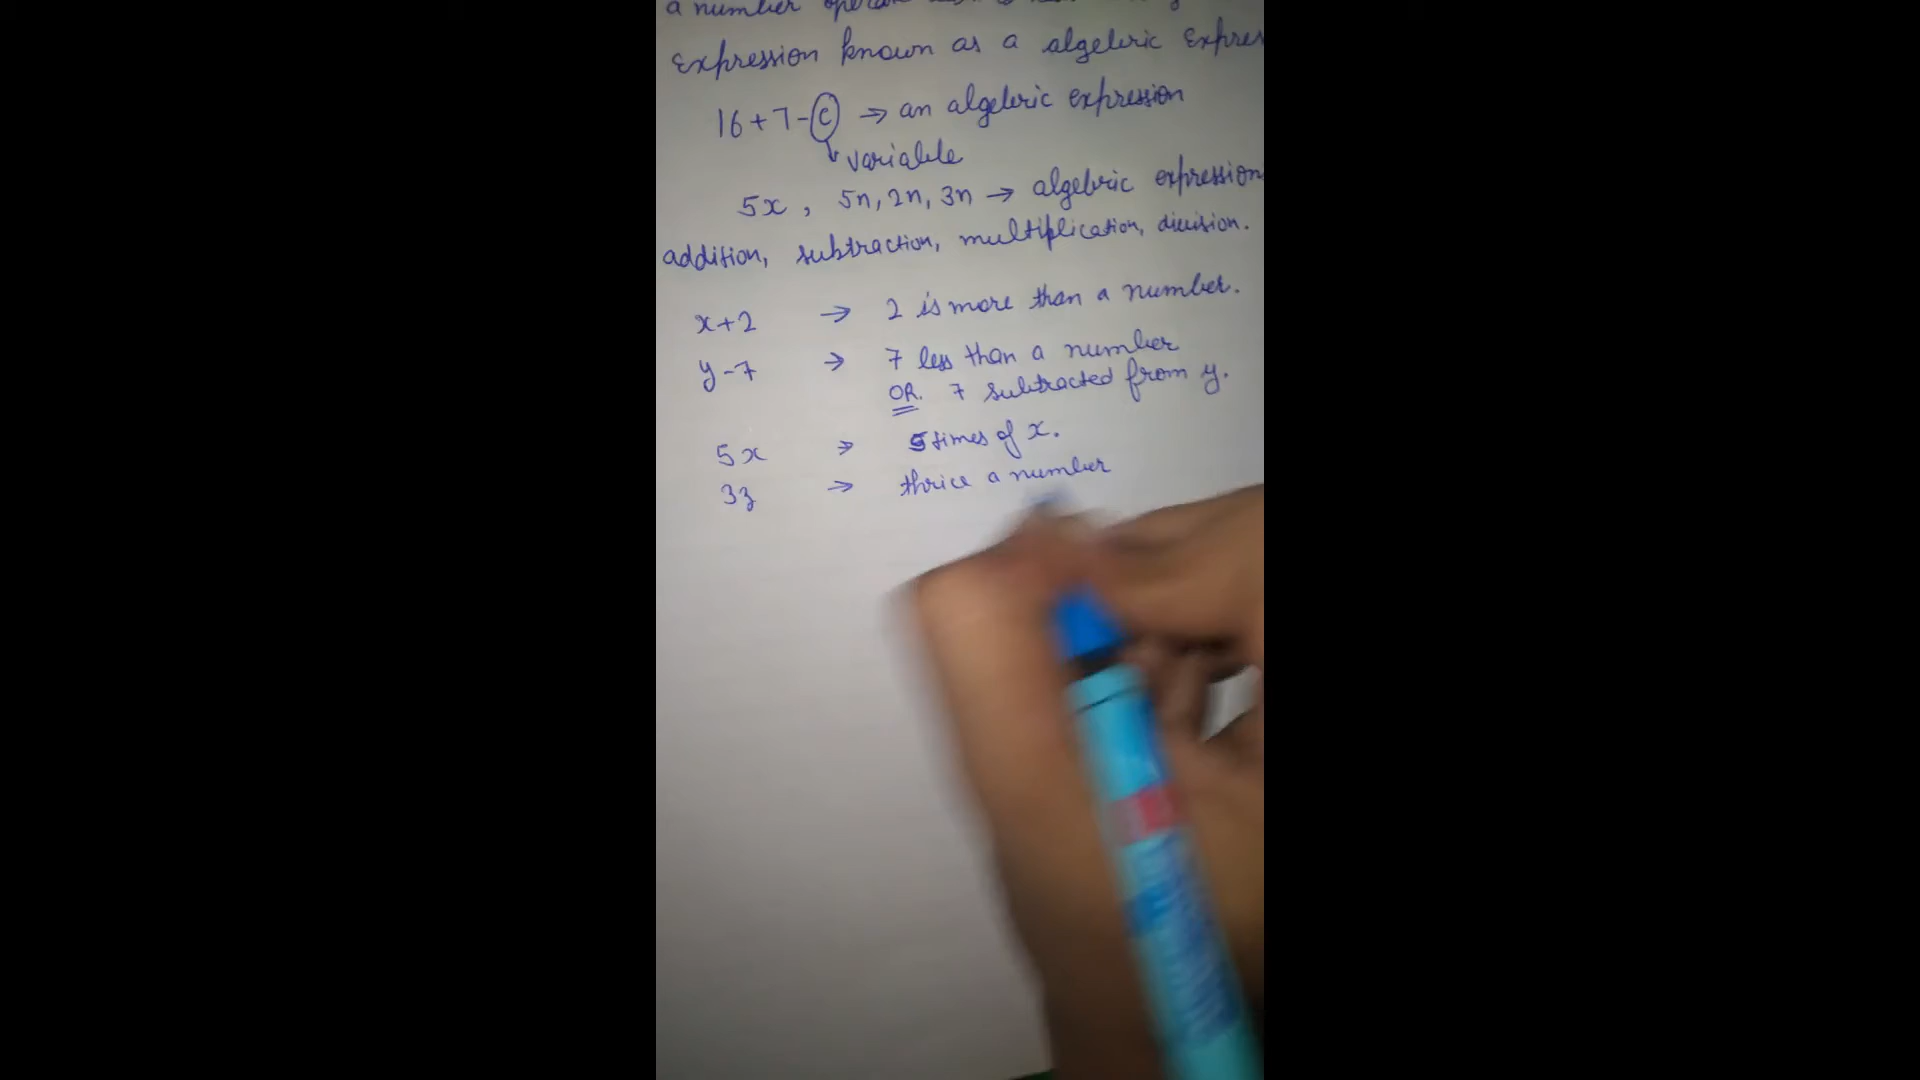 a number
Expression known as a algebric Expres
16+7-c → an algebric expression
variable
5x, 5n, 2n, 3n → algebric expression
addition, subtraction, multiplication, division.
x+2 → 2 is more than a number.
y-7 → 7 less than a number
OR. 7 subtracted from y.
5x → 5 times of x.
3z → thrice a number